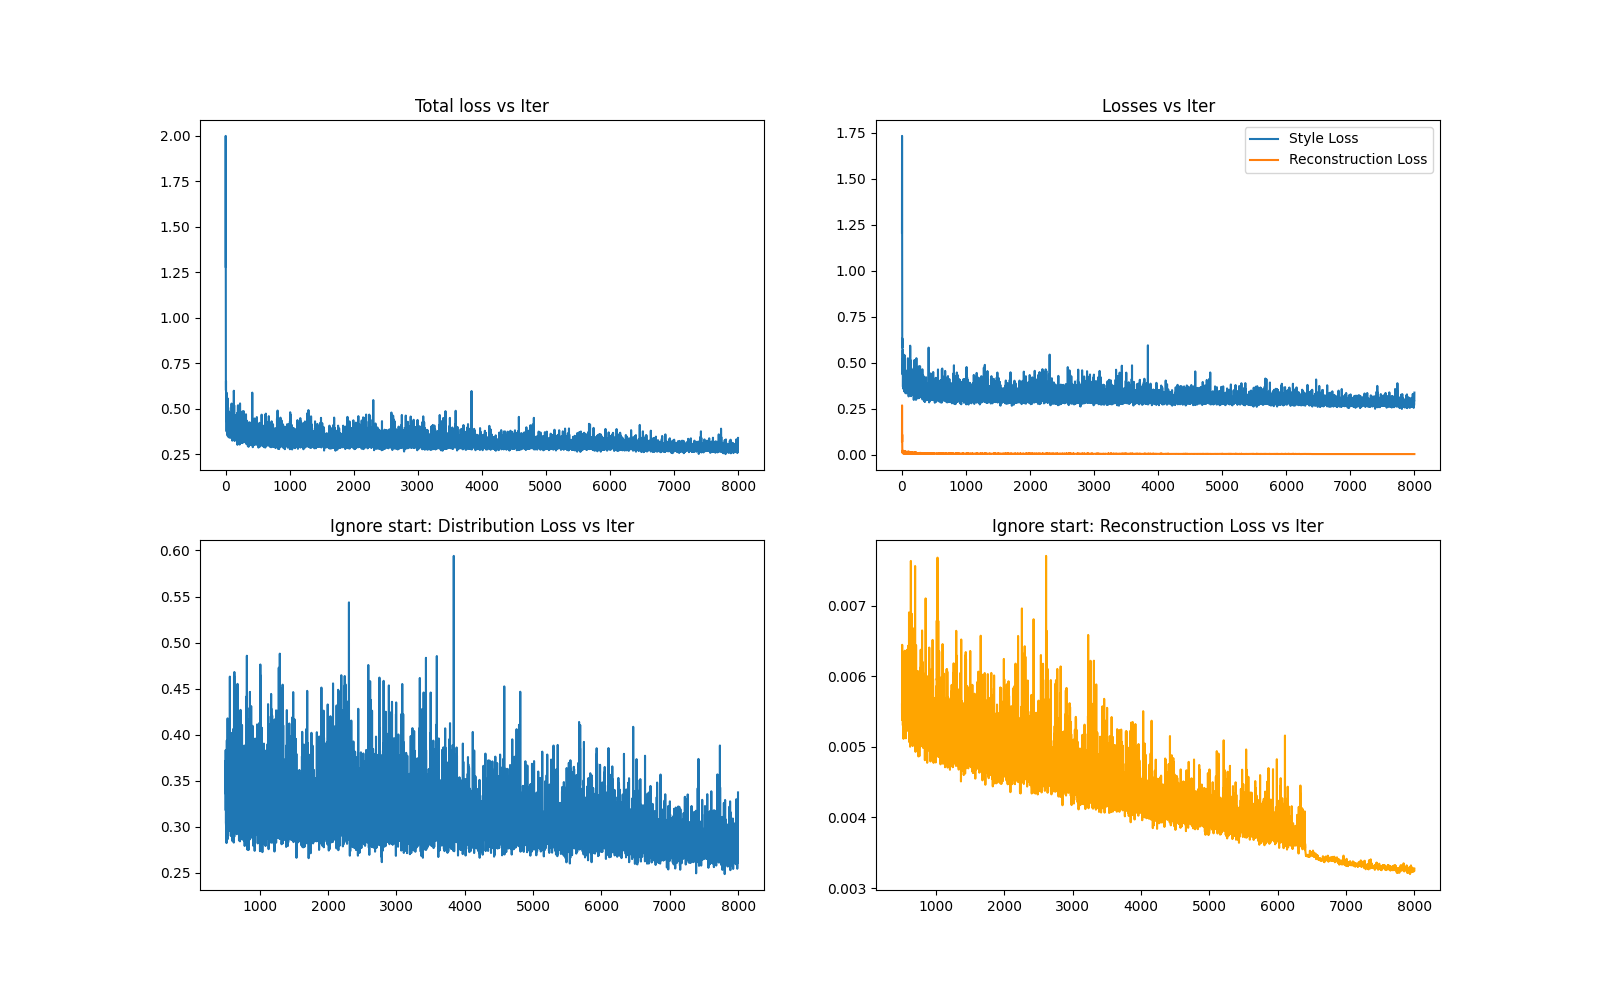 Total loss vs Iter
2.00
1.75
1.50
1.25
1.00
0.75
0.50
0.25
0 1000 2000 3000 4000 5000 6000 7000 8000
Losses vs Iter
Style Loss
Reconstruction Loss
1.75
1.50
1.25
1.00
0.75
0.50
0.25
0.00
0 1000 2000 3000 4000 5000 6000 7000 8000
Ignore start: Distribution Loss vs Iter
0.60
0.55
0.50
0.45
0.40
0.35
0.30
0.25
1000 2000 3000 4000 5000 6000 7000 8000
Ignore start: Reconstruction Loss vs Iter
0.007
0.006
0.005
0.004
0.003
1000 2000 3000 4000 5000 6000 7000 8000